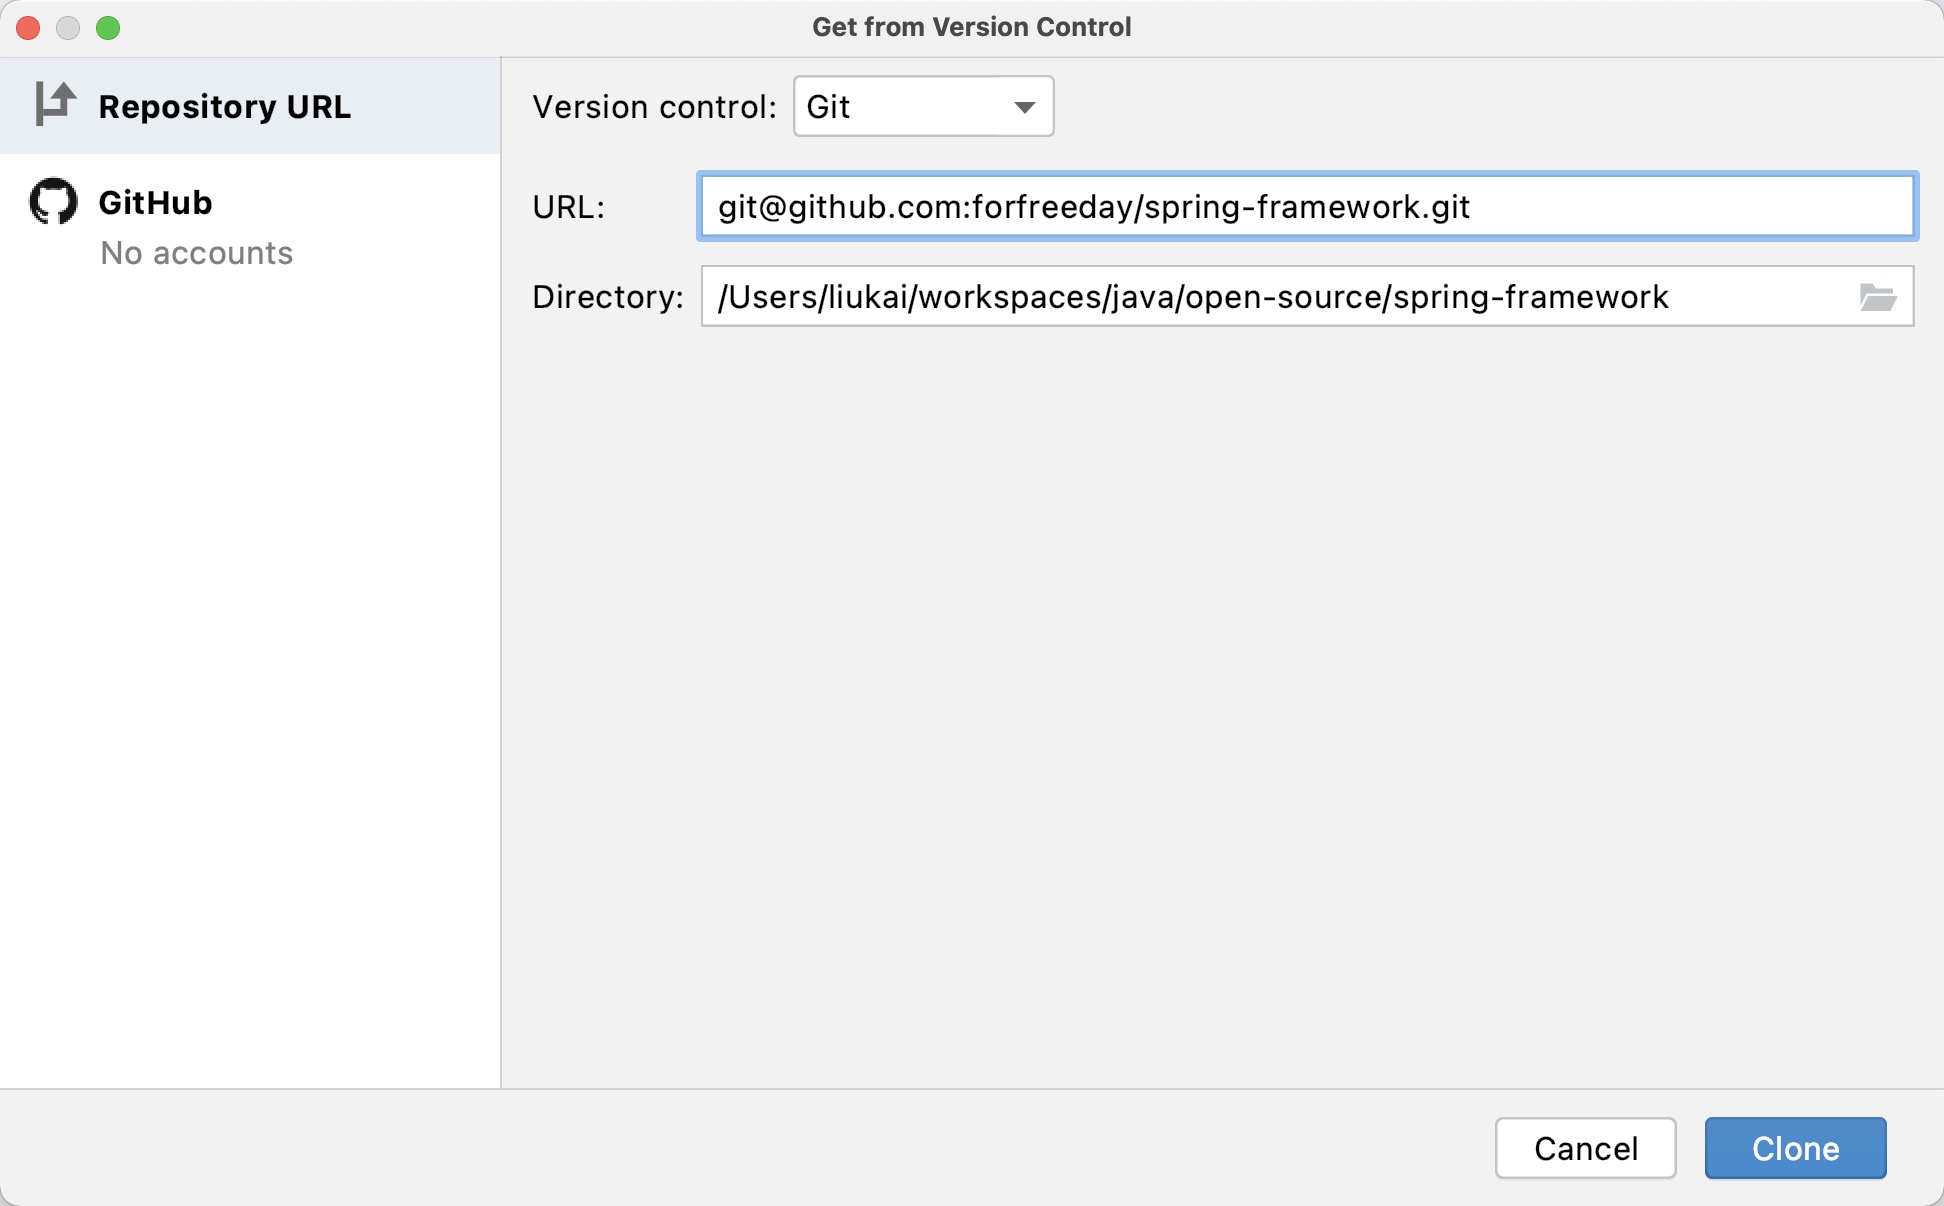 Get from Version Control
Repository URL
GitHub
No accounts
Version control: Git
URL: git@github.com:forfreeday/spring-framework.git
Directory: /Users/liukai/workspaces/java/open-source/spring-framework
Cancel
Clone